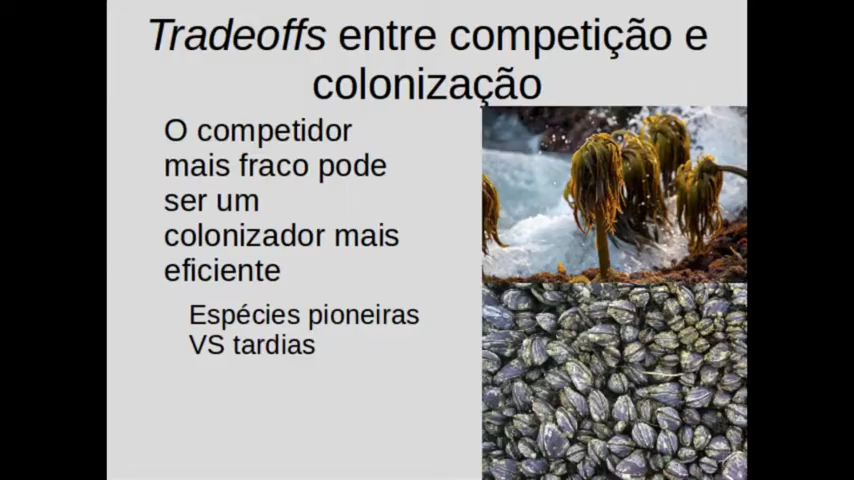 Tradeoffs entre competição e
colonização
O competidor
mais fraco pode
ser um
colonizador mais
eficiente
Espécies pioneiras
VS tardias